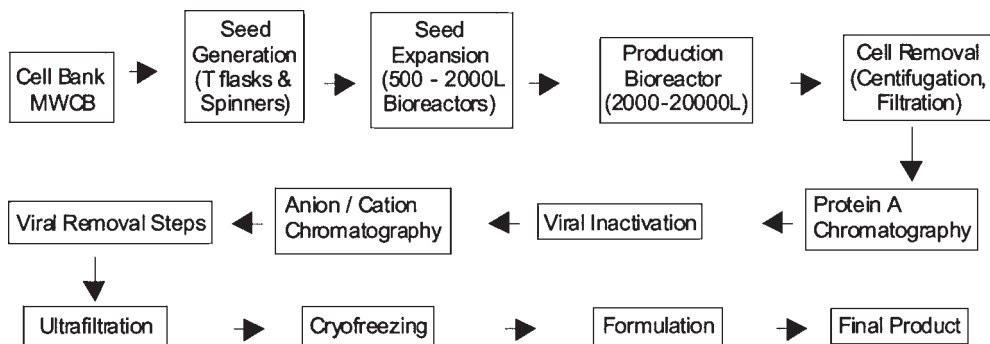 Cell Bank
MWCB
Seed
Generation
(T flasks &
Spinners)
Seed
Expansion
(500 - 2000L
Bioreactors)
Production
Bioreactor
(2000-20000L)
Cell Removal
(Centifugation,
Filtration)
Protein A
Chromatography
Viral Inactivation
Anion / Cation
Chromatography
Viral Removal Steps
Ultrafiltration
Cryofreezing
Formulation
Final Product